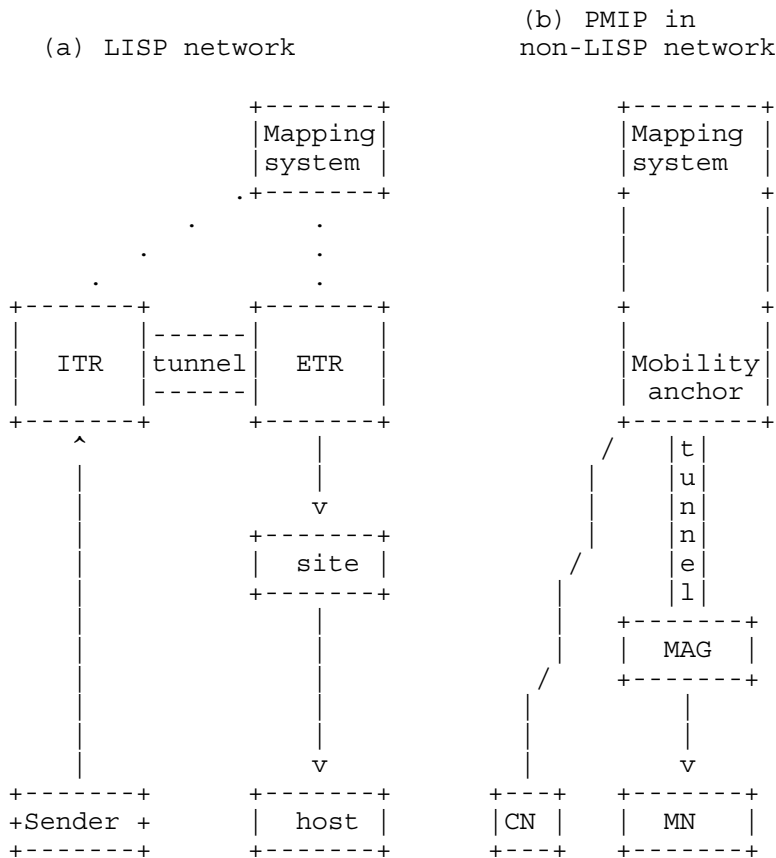 (b) PMIP in
(a) LISP network non-LISP network
Mapping Mapping
system system
ITR tunnel ETR Mobility
anchor
t
u
n
n
site e
l
MAG
Sender host CN MN